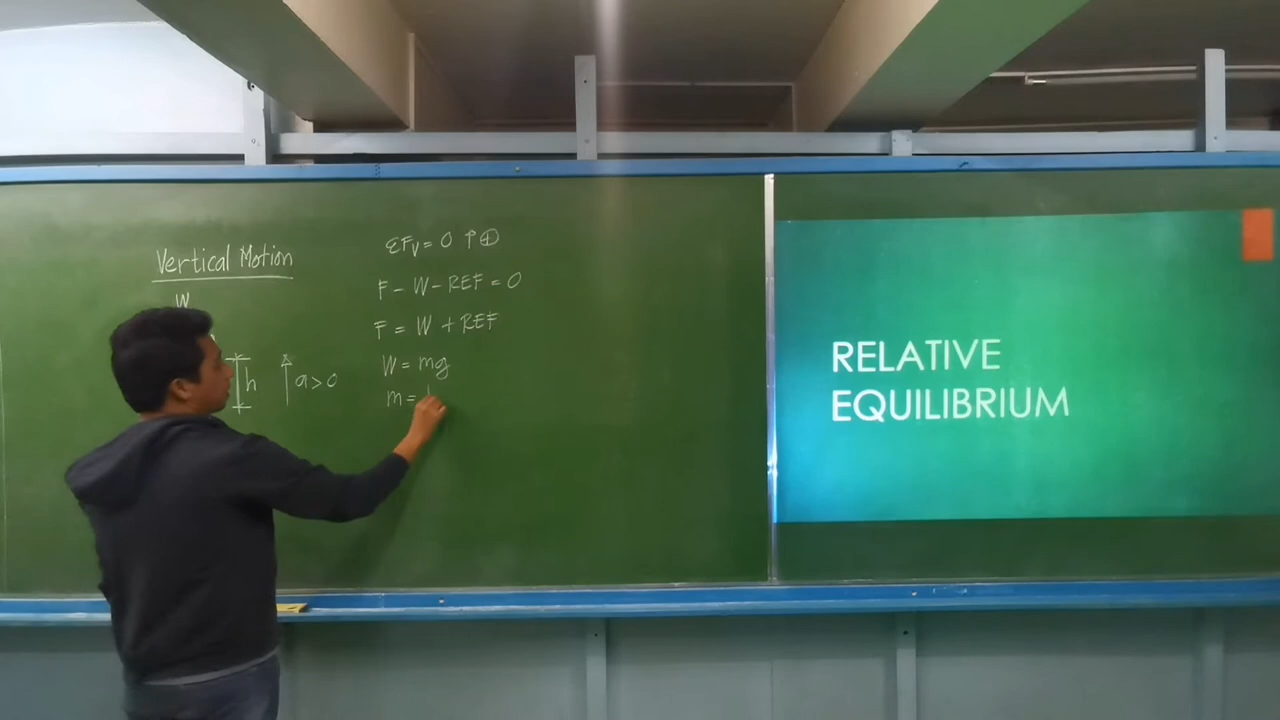 Vertical Motion
W
h
a > 0
ΣFv = 0 ↑⊕
F - W - REF = 0
F = W + REF
W = mg
m =
RELATIVE
EQUILIBRIUM